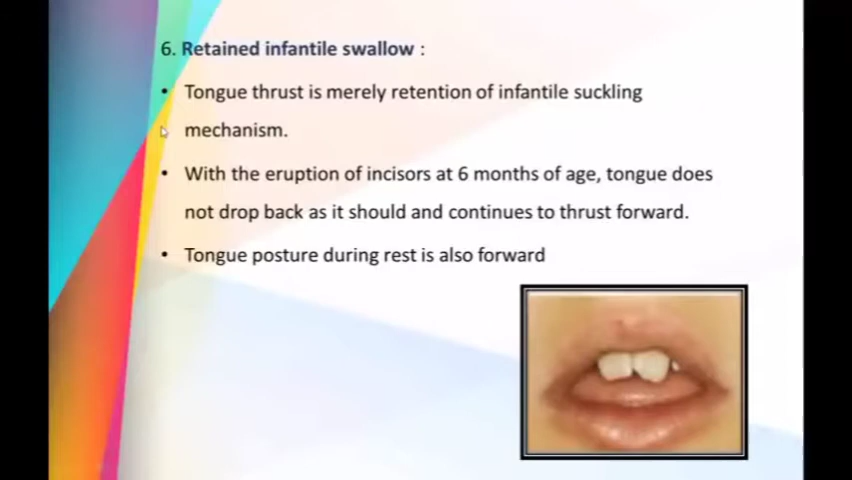 6. Retained infantile swallow :
• Tongue thrust is merely retention of infantile suckling
mechanism.
• With the eruption of incisors at 6 months of age, tongue does
not drop back as it should and continues to thrust forward.
• Tongue posture during rest is also forward